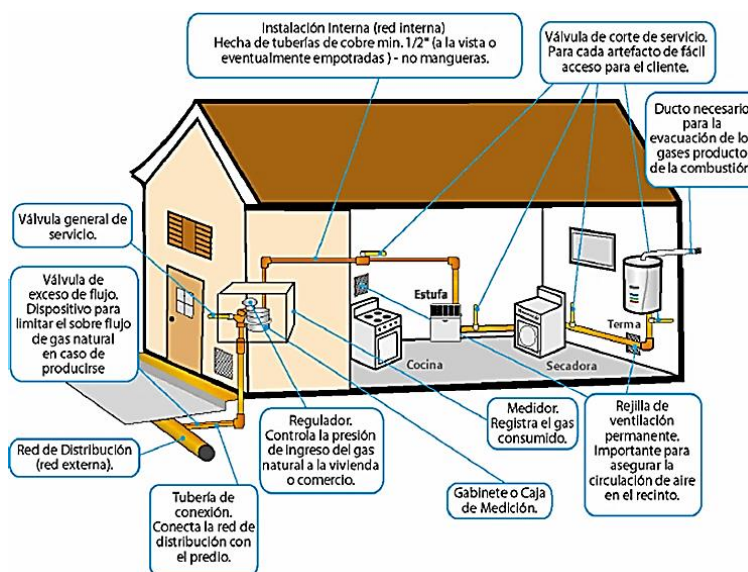 Instalación Interna (red interna)
Hecha de tuberías de cobre min. 1/2" (a la vista o
eventualmente empotradas ) - no mangueras.
Válvula de corte de servicio.
Para cada artefacto de fácil
acceso para el cliente.
Ducto necesario
para la
evacuación de lo
gases producto
de la combustión
Válvula general de
servicio.
Válvula de
exceso de flujo.
Dispositivo para
limitar el sobre flujo
de gas natural
en caso de
producirse
Estufa
Terma
Cocina
Secadora
Red de Distribución
(red externa).
Tubería de
conexión.
Conecta la red de
distribución con
el predio.
Regulador.
Controla la presión
de ingreso del gas
natural a la vivienda
o comercio.
Gabinete o Caja
de Medición.
Medidor.
Registra el gas
consumido.
Rejilla de
ventilación
permanente.
Importante para
asegurar la
circulación de aire
en el recinto.